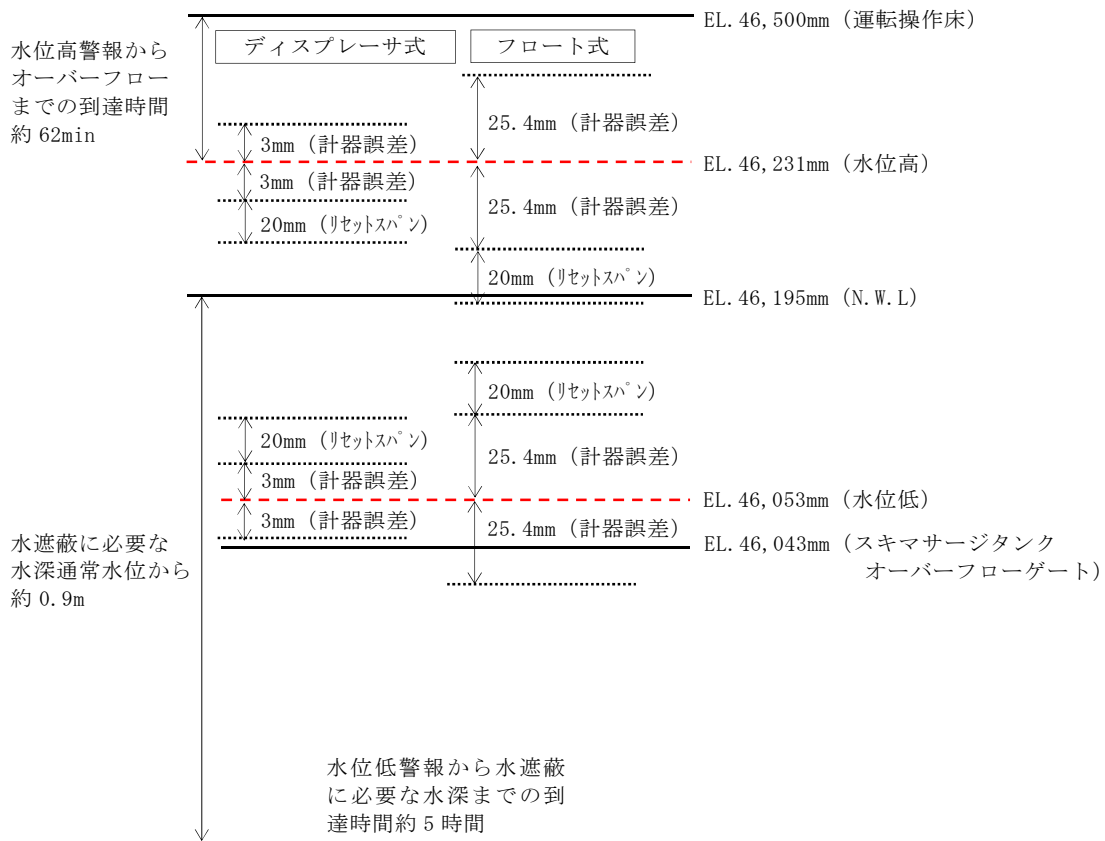 EL. 46,500mm (運転操作床)
水位高警報から
オーバーフロー
までの到達時間
約 62min
ディスプレーサ式
フロート式
25.4mm (計器誤差)
3mm (計器誤差)
EL. 46,231mm (水位高)
3mm (計器誤差)
25.4mm (計器誤差)
20mm (ﾘｾｯﾄｽﾊﾟﾝ)
20mm (ﾘｾｯﾄｽﾊﾟﾝ)
EL. 46,195mm (N.W.L)
20mm (ﾘｾｯﾄｽﾊﾟﾝ)
20mm (ﾘｾｯﾄｽﾊﾟﾝ)
25.4mm (計器誤差)
3mm (計器誤差)
EL. 46,053mm (水位低)
3mm (計器誤差)
25.4mm (計器誤差)
EL. 46,043mm (スキマサージタンク
オーバーフローゲート)
水遮蔽に必要な
水深通常水位から
約 0.9m
水位低警報から水遮蔽
に必要な水深までの到
達時間約 5 時間